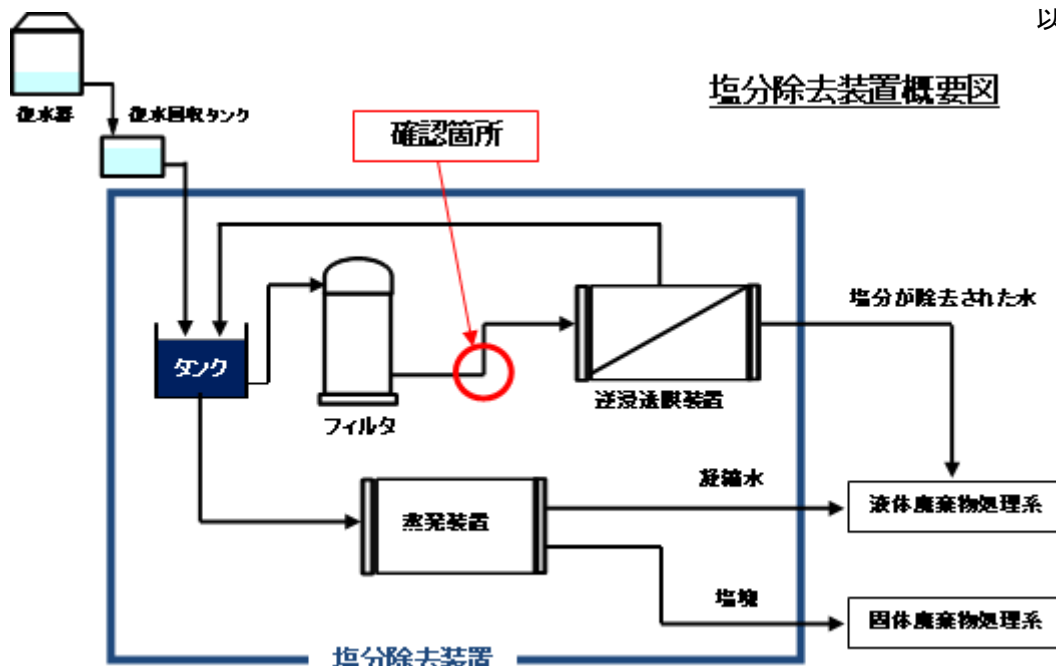 以
塩分除去装置概要図
復水器
復水回収タンク
確認箇所
塩分が除去された水
タンク
フィルタ
逆浸透膜装置
凝縮水
液体廃棄物処理系
蒸発装置
塩塊
固体廃棄物処理系
塩分除去装置